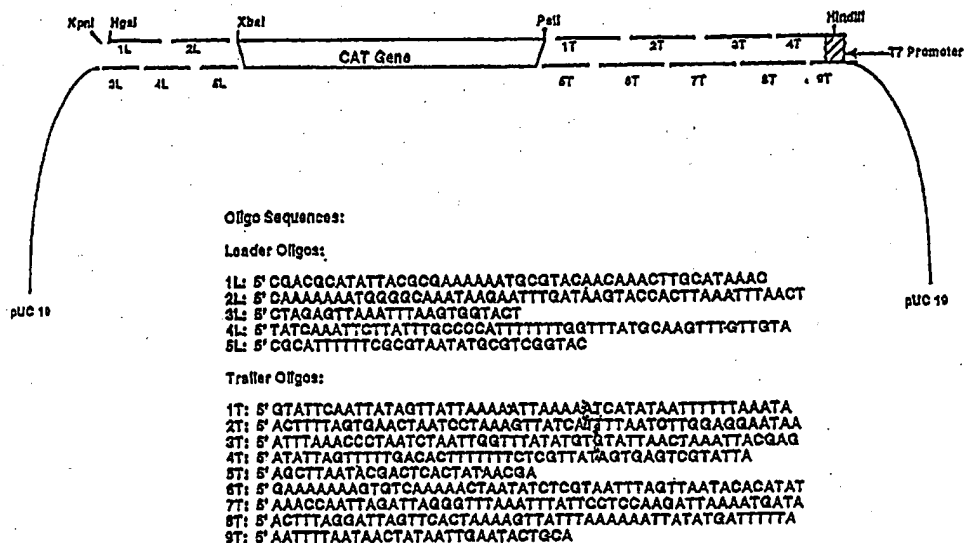 KpnI HgaI XbaI PstI HindIII
1L 2L 1T 2T 3T 4T
CAT Gene
T7 Promoter
3L 4L 5L 5T 6T 7T 8T 9T
pUC 19
pUC 19
Oligo Sequences:
Leader Oligos:
1L: 5' CGACGCATATTACGCGAAAAAATGCGTACAACAAACTTGCATAAAC
2L: 5' CAAAAAAATGGGGCAAATAAGAATTTGATAAGTACCACTTAAATTTAACT
3L: 5' CTAGAGTTAAATTTAAGTGGTACT
4L: 5' TATCAAATTCTTATTTGCCCCATTTTTTTGGTTTATGCAAGTTTGTTGTA
5L: 5' CGCATTTTTTCGCGTAATATGCGTCGGTAC
Trailer Oligos:
1T: 5' GTATTCAATTATAGTTATTAAAAATTAAAAATCATATAATTTTTTAAATA
2T: 5' ACTTTTAGTGAACTAATCCTAAAGTTATCATTTTAATCTTGGAGGAATAA
3T: 5' ATTTAAACCCTAATCTAATTGGTTTATATGTGTATTAACTAAATTACGAG
4T: 5' ATATTAGTTTTTGACACTTTTTTTCTCGTTATAGTGAGTCGTATTA
5T: 5' AGCTTAATACGACTCACTATAACGA
6T: 5' GAAAAAAAGTGTCAAAAACTAATATCTCGTAATTTAGTTAATACACATAT
7T: 5' AAACCAATTAGATTAGGGTTTAAATTTATTCCTCCAAGATTAAAATGATA
8T: 5' ACTTTAGGATTAGTTCACTAAAAGTTATTTAAAAAATTATATGATTTTTA
9T: 5' AATTTTTAATAACTATAATTGAATACTGCA